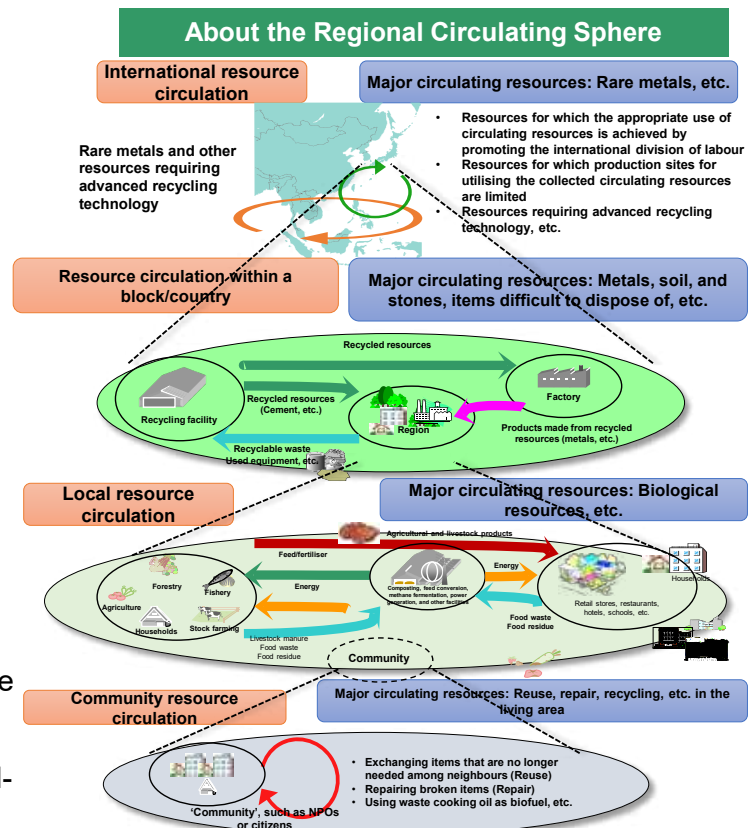 About the Regional Circulating Sphere
International resource
circulation
Major circulating resources: Rare metals, etc.
Rare metals and other
resources requiring
advanced recycling
technology
• Resources for which the appropriate use of
circulating resources is achieved by
promoting the international division of labour
• Resources for which production sites for
utilising the collected circulating resources
are limited
• Resources requiring advanced recycling
technology, etc.
Resource circulation within a
block/country
Major circulating resources: Metals, soil, and
stones, items difficult to dispose of, etc.
Recycled resources
Recycling facility
Recycled resources
(Cement, etc.)
Region
Factory
Products made from recycled
resources (metals, etc.)
Recyclable waste
Used equipment, etc.
Local resource
circulation
Major circulating resources: Biological
resources, etc.
Agricultural and livestock products
Feed/fertiliser
Forestry
Fishery
Agriculture
Households
Stock farming
Energy
Composting, feed conversion,
methane fermentation, power
generation, and other facilities
Energy
Households
Retail stores, restaurants,
hotels, schools, etc.
Livestock manure
Food waste
Food residue
Food waste
Food residue
Community
e
Community resource
circulation
Major circulating resources: Reuse, repair, recycling, etc. in the
living area
l-
• Exchanging items that are no longer
needed among neighbours (Reuse)
• Repairing broken items (Repair)
• Using waste cooking oil as biofuel, etc.
'Community', such as NPOs
or citizens